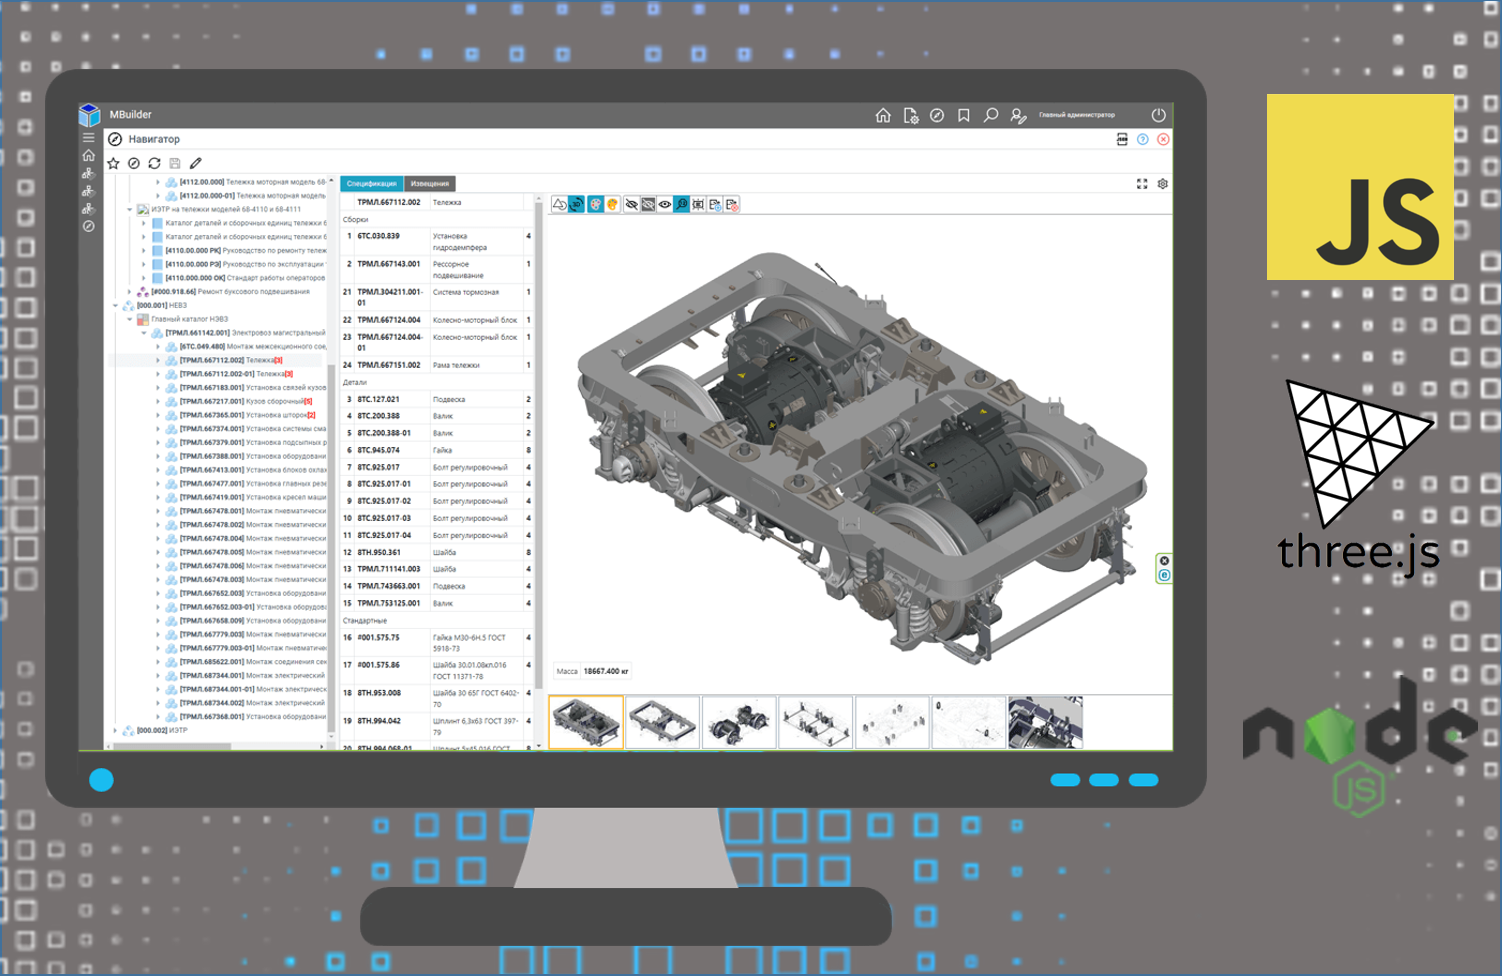 MBuilder
Главный администратор
Навигатор
[4112.00.000] Тележка моторная модель 68-
[4112.00.000-01] Тележка моторная модель
ИЭТР на тележки моделей 68-4110 и 68-4111
Каталог деталей и сборочных единиц тележки 6
Каталог деталей и сборочных единиц тележки 6
[4110.00.000 РК] Руководство по ремонту тележ
[4110.00.000 РЭ] Руководство по эксплуатации
[4110.000.000 ОК] Стандарт работы операторов
[#000.918.66] Ремонт буксового подвешивания
[000.001] НЕВЗ
Главный каталог НЭВЗ
[ТРМЛ.661142.001] Электровоз магистральный
[6ТС.049.480] Монтаж межсекционного сое
[ТРМЛ.667112.002] Тележка[3]
[ТРМЛ.667112.002-01] Тележка[3]
[ТРМЛ.667183.001] Установка связей кузов
[ТРМЛ.667217.001] Кузов сборочный[5]
[ТРМЛ.667365.001] Установка шторок[2]
[ТРМЛ.667374.001] Установка системы сма
[ТРМЛ.667379.001] Установка подсыпных р
[ТРМЛ.667388.001] Установка оборудовани
[ТРМЛ.667413.001] Установка блоков охлаж
[ТРМЛ.667477.001] Установка главных резе
[ТРМЛ.667419.001] Установка кресел маши
[ТРМЛ.667478.001] Монтаж пневматически
[ТРМЛ.667478.002] Монтаж пневматически
[ТРМЛ.667478.004] Монтаж пневматически
[ТРМЛ.667478.005] Монтаж пневматически
[ТРМЛ.667478.006] Монтаж пневматически
[ТРМЛ.667478.003] Монтаж пневматически
[ТРМЛ.667652.003] Установка оборудовани
[ТРМЛ.667652.003-01] Установка оборудова
[ТРМЛ.667658.009] Установка оборудовани
[ТРМЛ.667779.003] Монтаж пневматически
[ТРМЛ.667779.003-01] Монтаж пневматиче
[ТРМЛ.685622.001] Монтаж соединения сек
[ТРМЛ.687344.001] Монтаж электрический
[ТРМЛ.687344.001-01] Монтаж электрическ
[ТРМЛ.687344.002] Монтаж электрический
[ТРМЛ.667368.001] Установка оборудовани
[000.002] ИЭТР
Спецификация Извещения
ТРМЛ.667112.002 Тележка
Сборки
1 6ТС.030.839 Установка гидродемпфера 4
2 ТРМЛ.667143.001 Рессорное подвешивание 1
21 ТРМЛ.304211.001-01 Система тормозная 1
22 ТРМЛ.667124.004 Колесно-моторный блок 1
23 ТРМЛ.667124.004-01 Колесно-моторный блок 1
24 ТРМЛ.667151.002 Рама тележки 1
Детали
3 8ТС.127.021 Подвеска 2
4 8ТС.200.388 Валик 2
5 8ТС.200.388-01 Валик 2
6 8ТС.945.074 Гайка 8
7 8ТС.925.017 Болт регулировочный 4
8 8ТС.925.017-01 Болт регулировочный 4
9 8ТС.925.017-02 Болт регулировочный 4
10 8ТС.925.017-03 Болт регулировочный 4
11 8ТС.925.017-04 Болт регулировочный 4
12 8ТН.950.361 Шайба 8
13 ТРМЛ.711141.003 Шайба 4
14 ТРМЛ.743663.001 Подвеска 4
15 ТРМЛ.753125.001 Валик 4
Стандартные
16 #001.575.75 Гайка М30-6Н.5 ГОСТ 5918-73 4
17 #001.575.86 Шайба 30.01.08кп.016 ГОСТ 11371-78 4
18 8ТН.953.008 Шайба 30 65Г ГОСТ 6402-70 4
19 8ТН.994.042 Шплинт 6,3х63 ГОСТ 397-79 4
20 8ТН.994.068-01 Шплинт 5х45.016 ГОСТ 8
3D
Масса 18667.400 кг
JS
three.js
node
JS